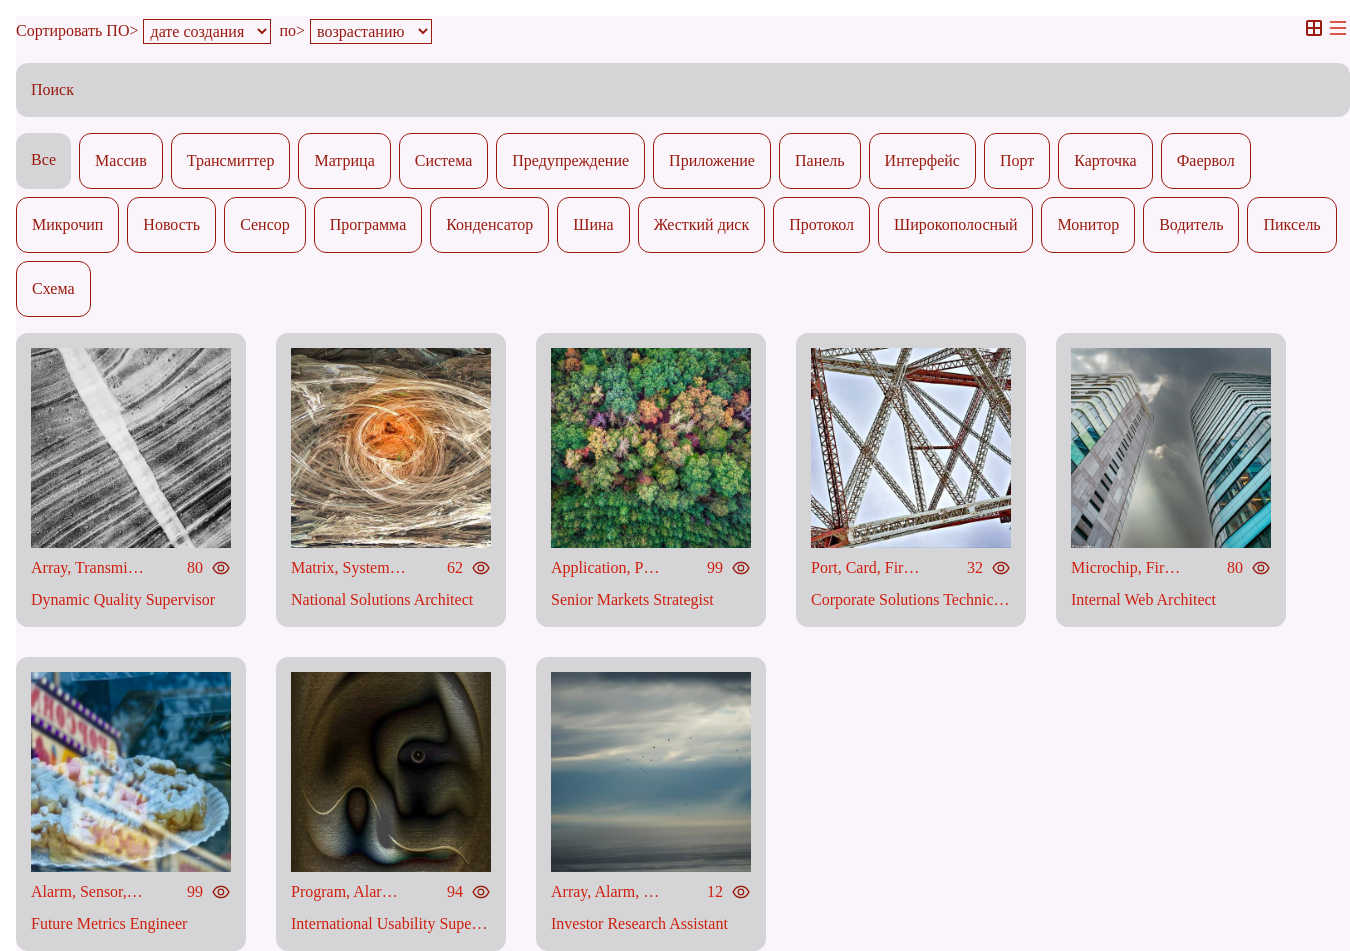 Сортировать ПО> дате создания по> возрастанию
Поиск
Все Массив Трансмиттер Матрица Система Предупреждение Приложение Панель Интерфейс Порт Карточка Фаервол
Микрочип Новость Сенсор Программа Конденсатор Шина Жесткий диск Протокол Широкополосный Монитор Водитель Пиксель
Схема
Array, Transmi… 80 Matrix, System… 62 Application, P… 99 Port, Card, Fir… 32 Microchip, Fir… 80
Dynamic Quality Supervisor National Solutions Architect Senior Markets Strategist Corporate Solutions Technic… Internal Web Architect
POPCORN
Alarm, Sensor,… 99 Program, Alar… 94 Array, Alarm, … 12
Future Metrics Engineer International Usability Supe… Investor Research Assistant